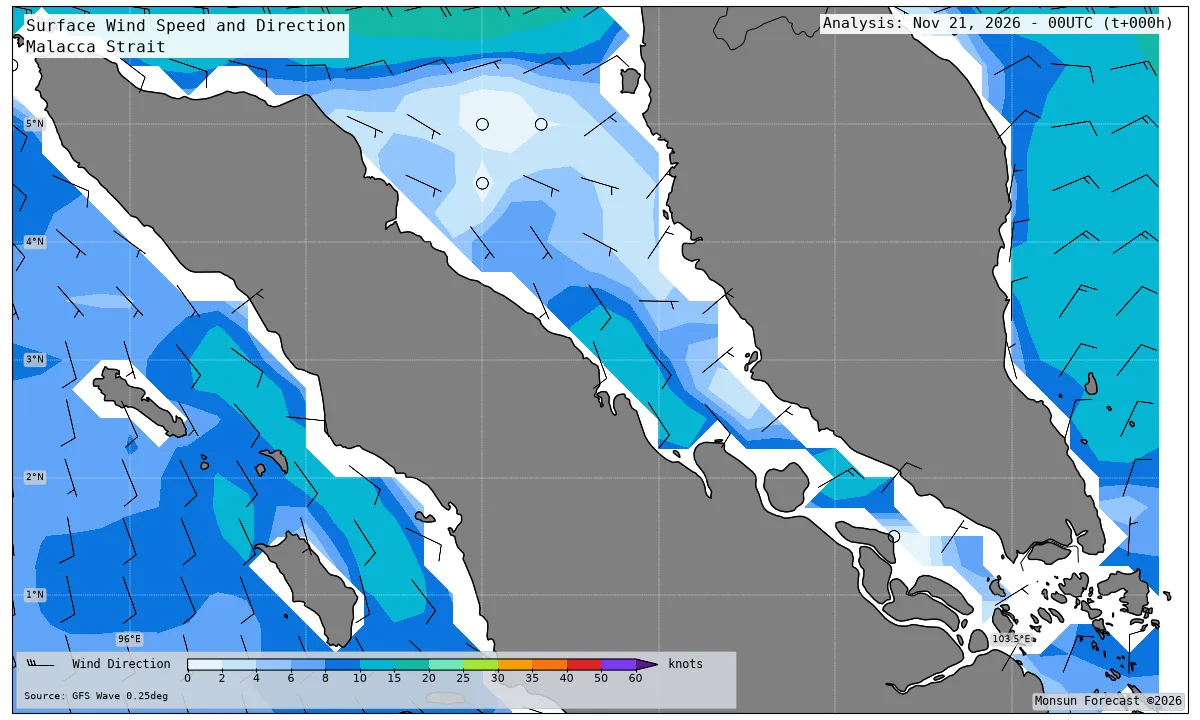 Surface Wind Speed and Direction
Malacca Strait
Analysis: Nov 21, 2026 - 00UTC (t+000h)
5°N
4°N
3°N
2°N
1°N
96°E
103.5°E
Wind Direction
knots
0 2 4 6 8 10 15 20 25 30 35 40 50 60
Source: GFS Wave 0.25deg
Monsun Forecast ©2026